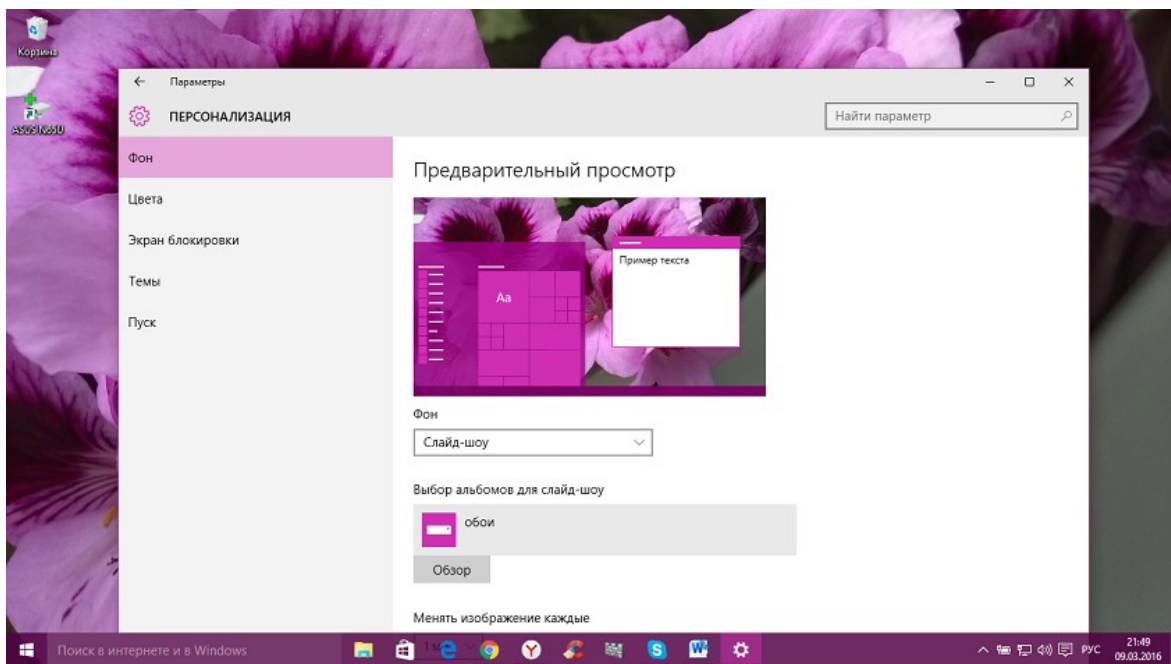 Корзина
ASUS N55U
Параметры
ПЕРСОНАЛИЗАЦИЯ
Найти параметр
Фон
Цвета
Экран блокировки
Темы
Пуск
Предварительный просмотр
Aa
Пример текста
Фон
Слайд-шоу
Выбор альбомов для слайд-шоу
обои
Обзор
Менять изображение каждые
Поиск в интернете и в Windows
РУС
21:49
09.03.2016